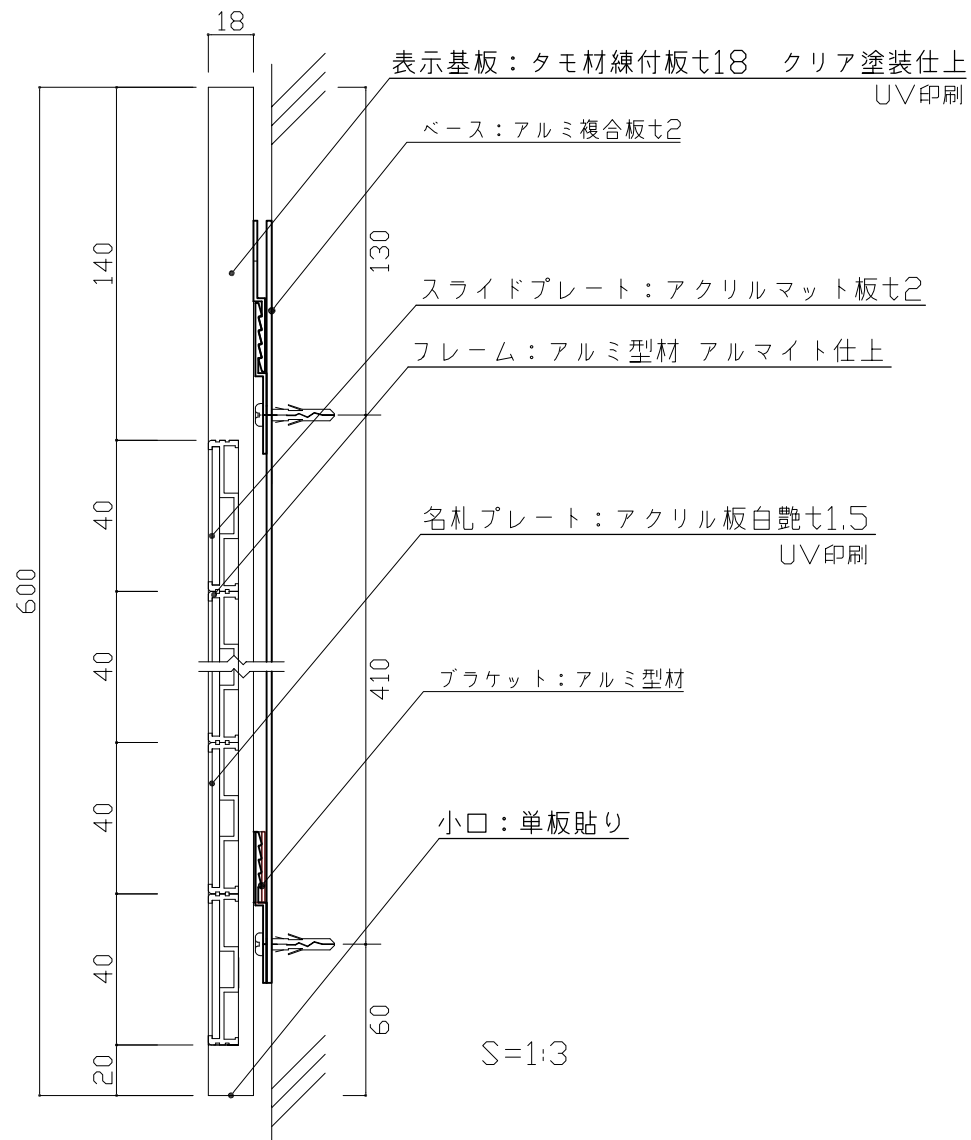 18
表示基板：タモ材練付板t18　クリア塗装仕上
UV印刷
ベース：アルミ複合板t2
140
130
スライドプレート：アクリルマット板t2
フレーム：アルミ型材 アルマイト仕上
40
名札プレート：アクリル板白艶t1.5
UV印刷
600
40
410
ブラケット：アルミ型材
40
小口：単板貼り
40
60
S=1:3
20